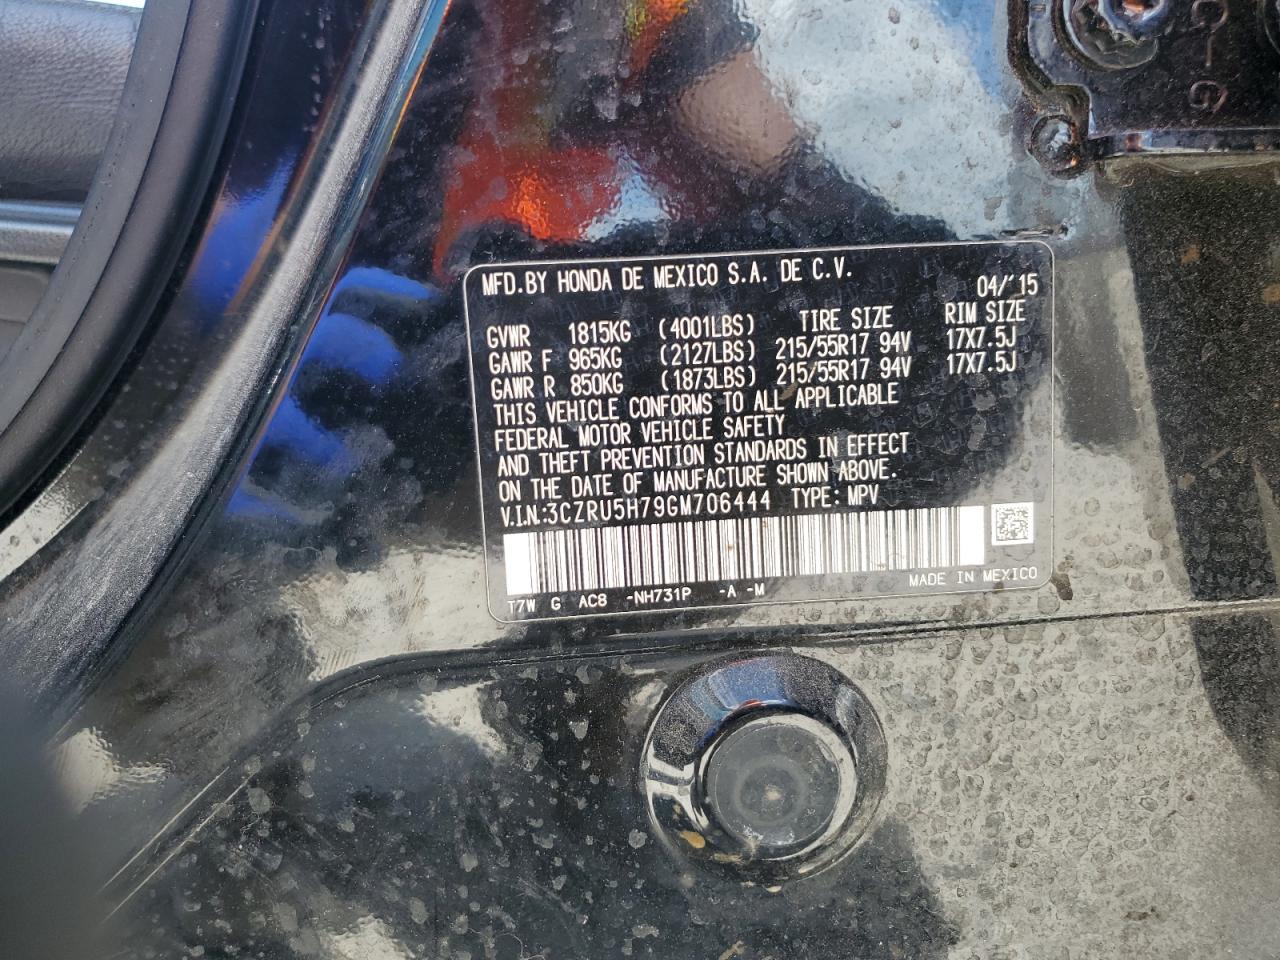 MFD.BY HONDA DE MEXICO S.A. DE C.V.
04/'15
GVWR 1815KG (4001LBS) TIRE SIZE RIM SIZE
GAWR F 965KG (2127LBS) 215/55R17 94V 17X7.5J
GAWR R 850KG (1873LBS) 215/55R17 94V 17X7.5J
THIS VEHICLE CONFORMS TO ALL APPLICABLE
FEDERAL MOTOR VEHICLE SAFETY
AND THEFT PREVENTION STANDARDS IN EFFECT
ON THE DATE OF MANUFACTURE SHOWN ABOVE.
V.I.N.:3CZRU5H79GM706444 TYPE: MPV
T7W G AC8 -NH731P -A -M
MADE IN MEXICO